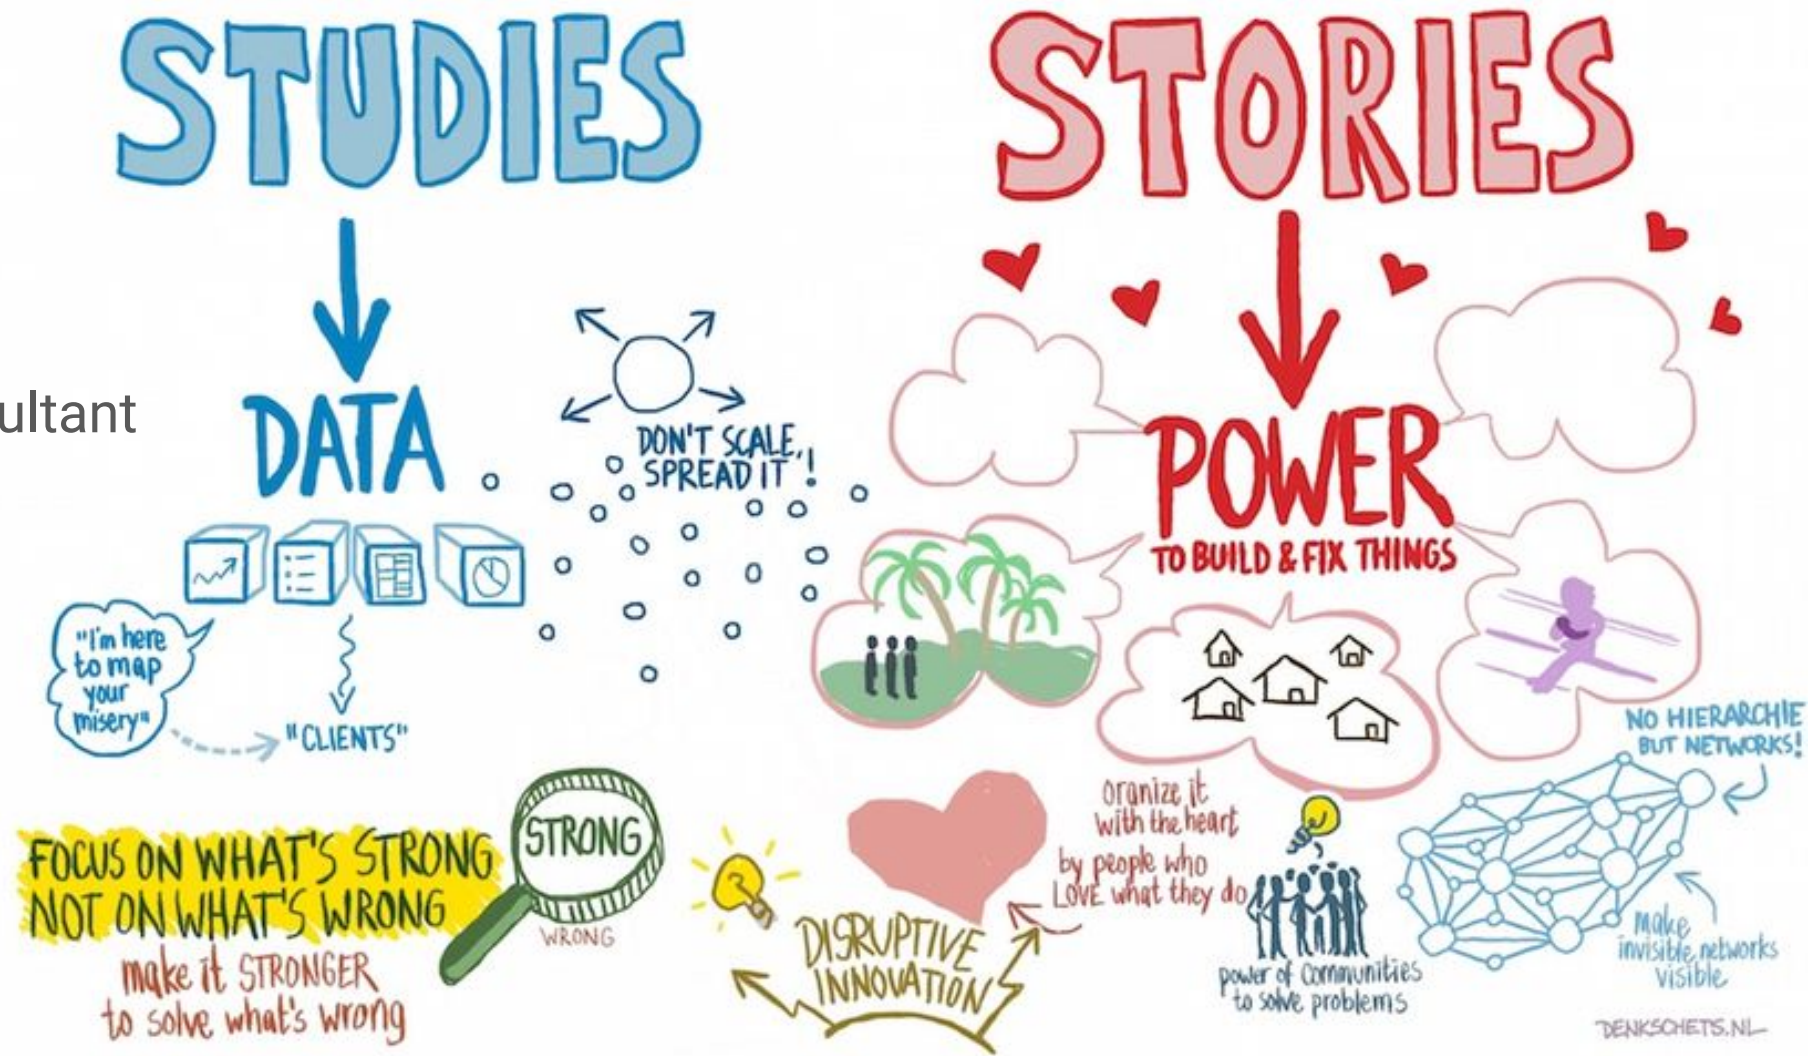 STUDIES
STORIES
ultant
DATA
DON'T SCALE,
SPREAD IT !
POWER
TO BUILD & FIX THINGS
"I'm here
to map
your
misery"
"CLIENTS"
NO HIERARCHIE
BUT NETWORKS!
FOCUS ON WHAT'S STRONG
NOT ON WHAT'S WRONG
make it STRONGER
to solve what's wrong
STRONG
WRONG
DISRUPTIVE
INNOVATION
organize it
with the heart
by people who
LOVE what they do
power of communities
to solve problems
make
invisible networks
visible
DENKSCHETS.NL